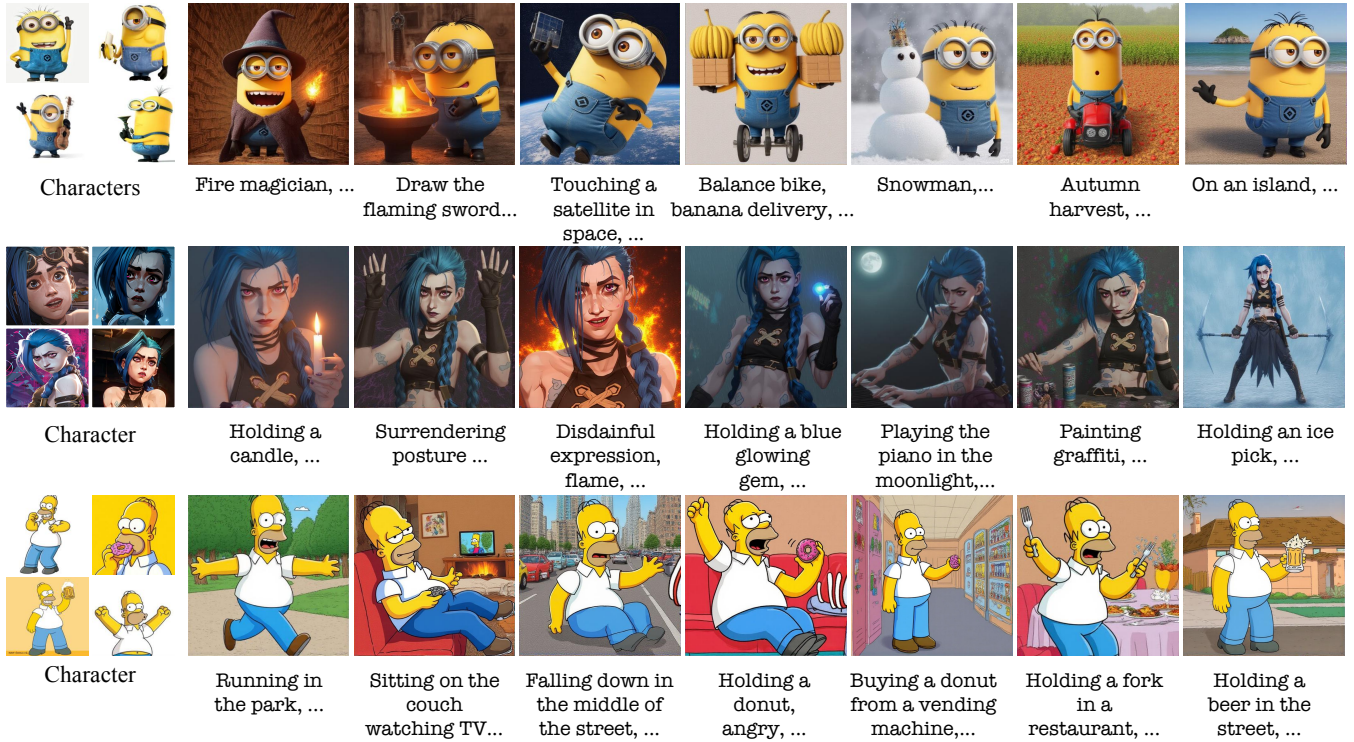 Characters
Fire magician, ...
Draw the
flaming sword...
Touching a
satellite in
space, ...
Balance bike,
banana delivery, ...
Snowman,...
Autumn
harvest, ...
On an island, ...
Character
Holding a
candle, ...
Surrendering
posture ...
Disdainful
expression,
flame, ...
Holding a blue
glowing
gem, ...
Playing the
piano in the
moonlight,...
Painting
graffiti, ...
Holding an ice
pick, ...
Character
Running in
the park, ...
Sitting on the
couch
watching TV...
Falling down in
the middle of
the street, ...
Holding a
donut,
angry, ...
Buying a donut
from a vending
machine,...
Holding a fork
in a
restaurant, ...
Holding a
beer in the
street, ...